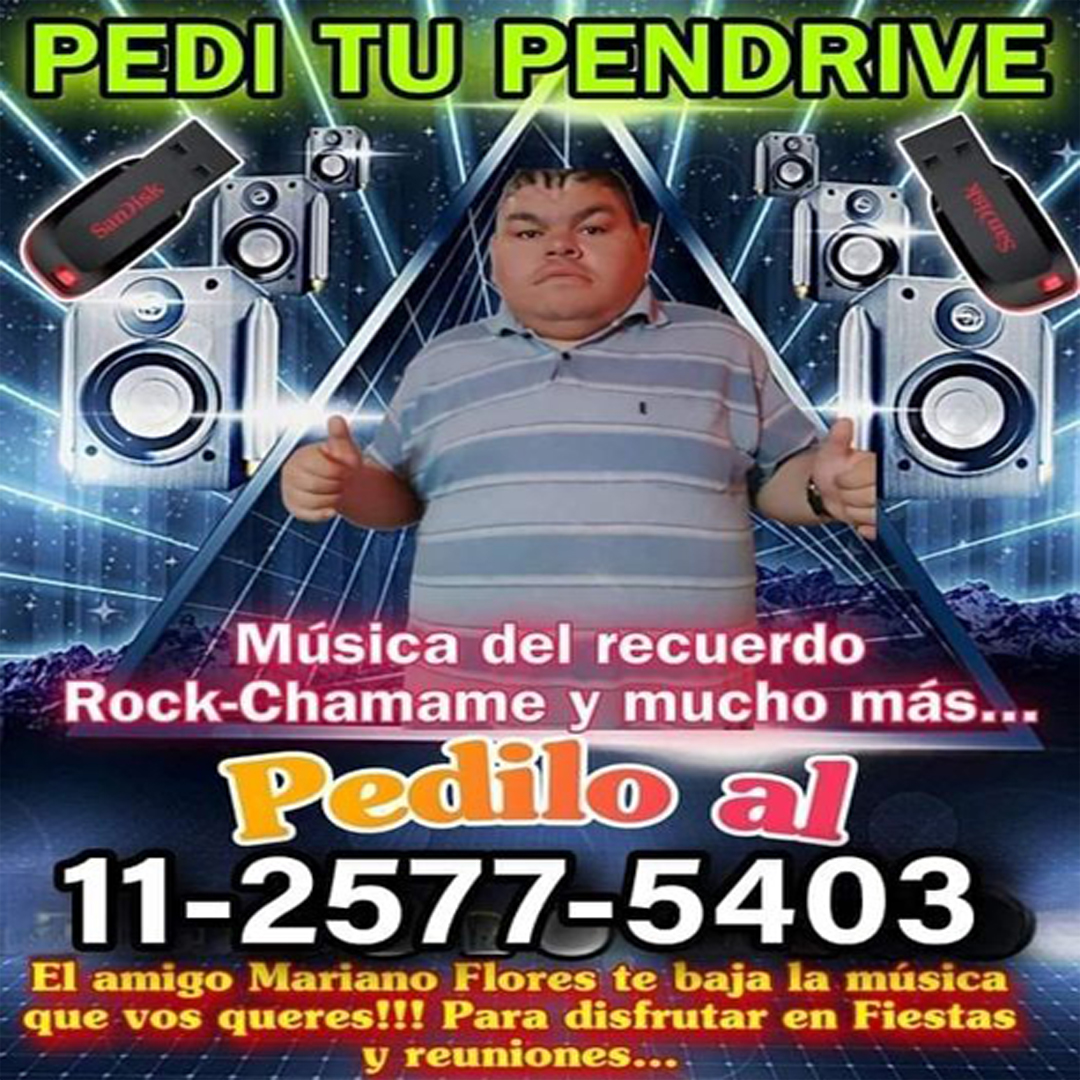 PEDI TU PENDRIVE
SanDisk
SanDisk
Música del recuerdo
Rock-Chamame y mucho más...
Pedilo al
11-2577-5403
El amigo Mariano Flores te baja la música
que vos queres!!! Para disfrutar en Fiestas
y reuniones...